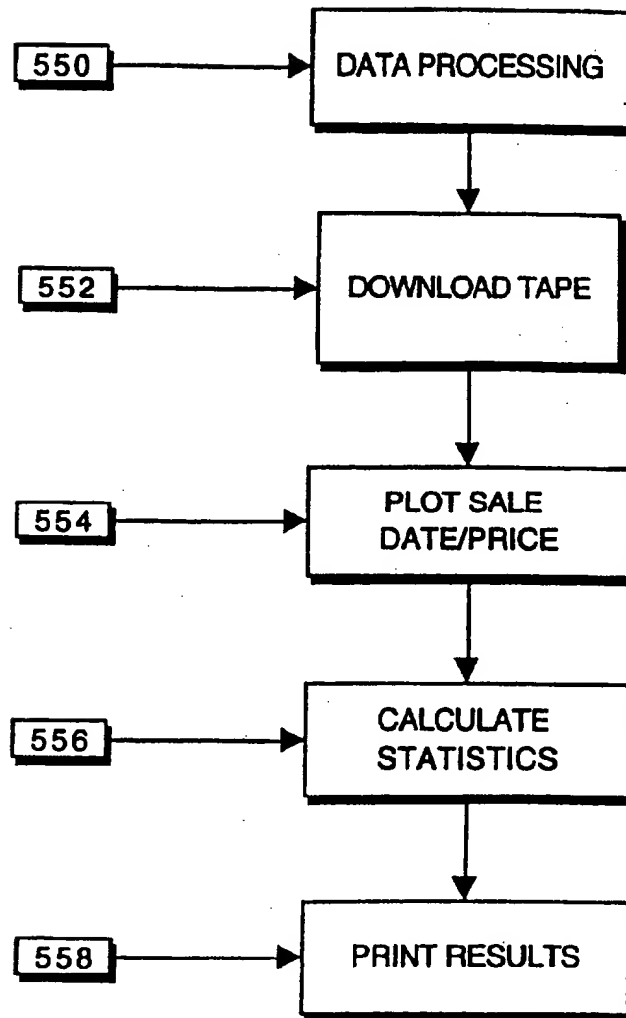 550
DATA PROCESSING
552
DOWNLOAD TAPE
554
PLOT SALE
DATE/PRICE
556
CALCULATE
STATISTICS
558
PRINT RESULTS